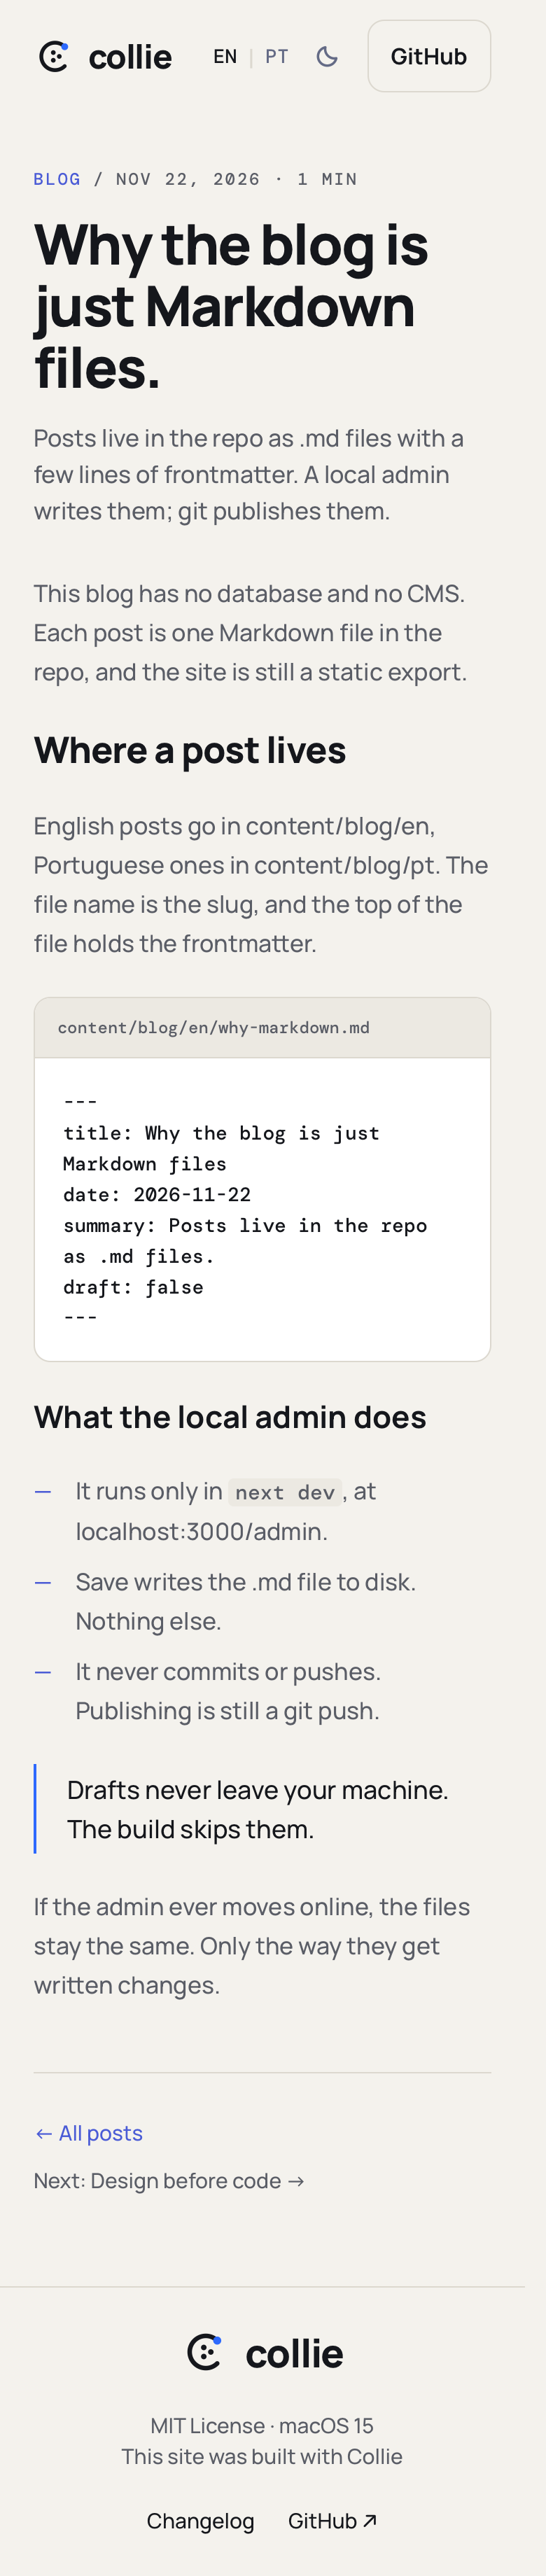 collie EN | PT GitHub
BLOG / NOV 22, 2026 · 1 MIN
Why the blog is
just Markdown
files.
Posts live in the repo as .md files with a
few lines of frontmatter. A local admin
writes them; git publishes them.
This blog has no database and no CMS.
Each post is one Markdown file in the
repo, and the site is still a static export.
Where a post lives
English posts go in content/blog/en,
Portuguese ones in content/blog/pt. The
file name is the slug, and the top of the
file holds the frontmatter.
content/blog/en/why-markdown.md
---
title: Why the blog is just
Markdown files
date: 2026-11-22
summary: Posts live in the repo
as .md files.
draft: false
---
What the local admin does
— It runs only in next dev, at
localhost:3000/admin.
— Save writes the .md file to disk.
Nothing else.
— It never commits or pushes.
Publishing is still a git push.
Drafts never leave your machine.
The build skips them.
If the admin ever moves online, the files
stay the same. Only the way they get
written changes.
← All posts
Next: Design before code →
collie
MIT License · macOS 15
This site was built with Collie
Changelog GitHub ↗